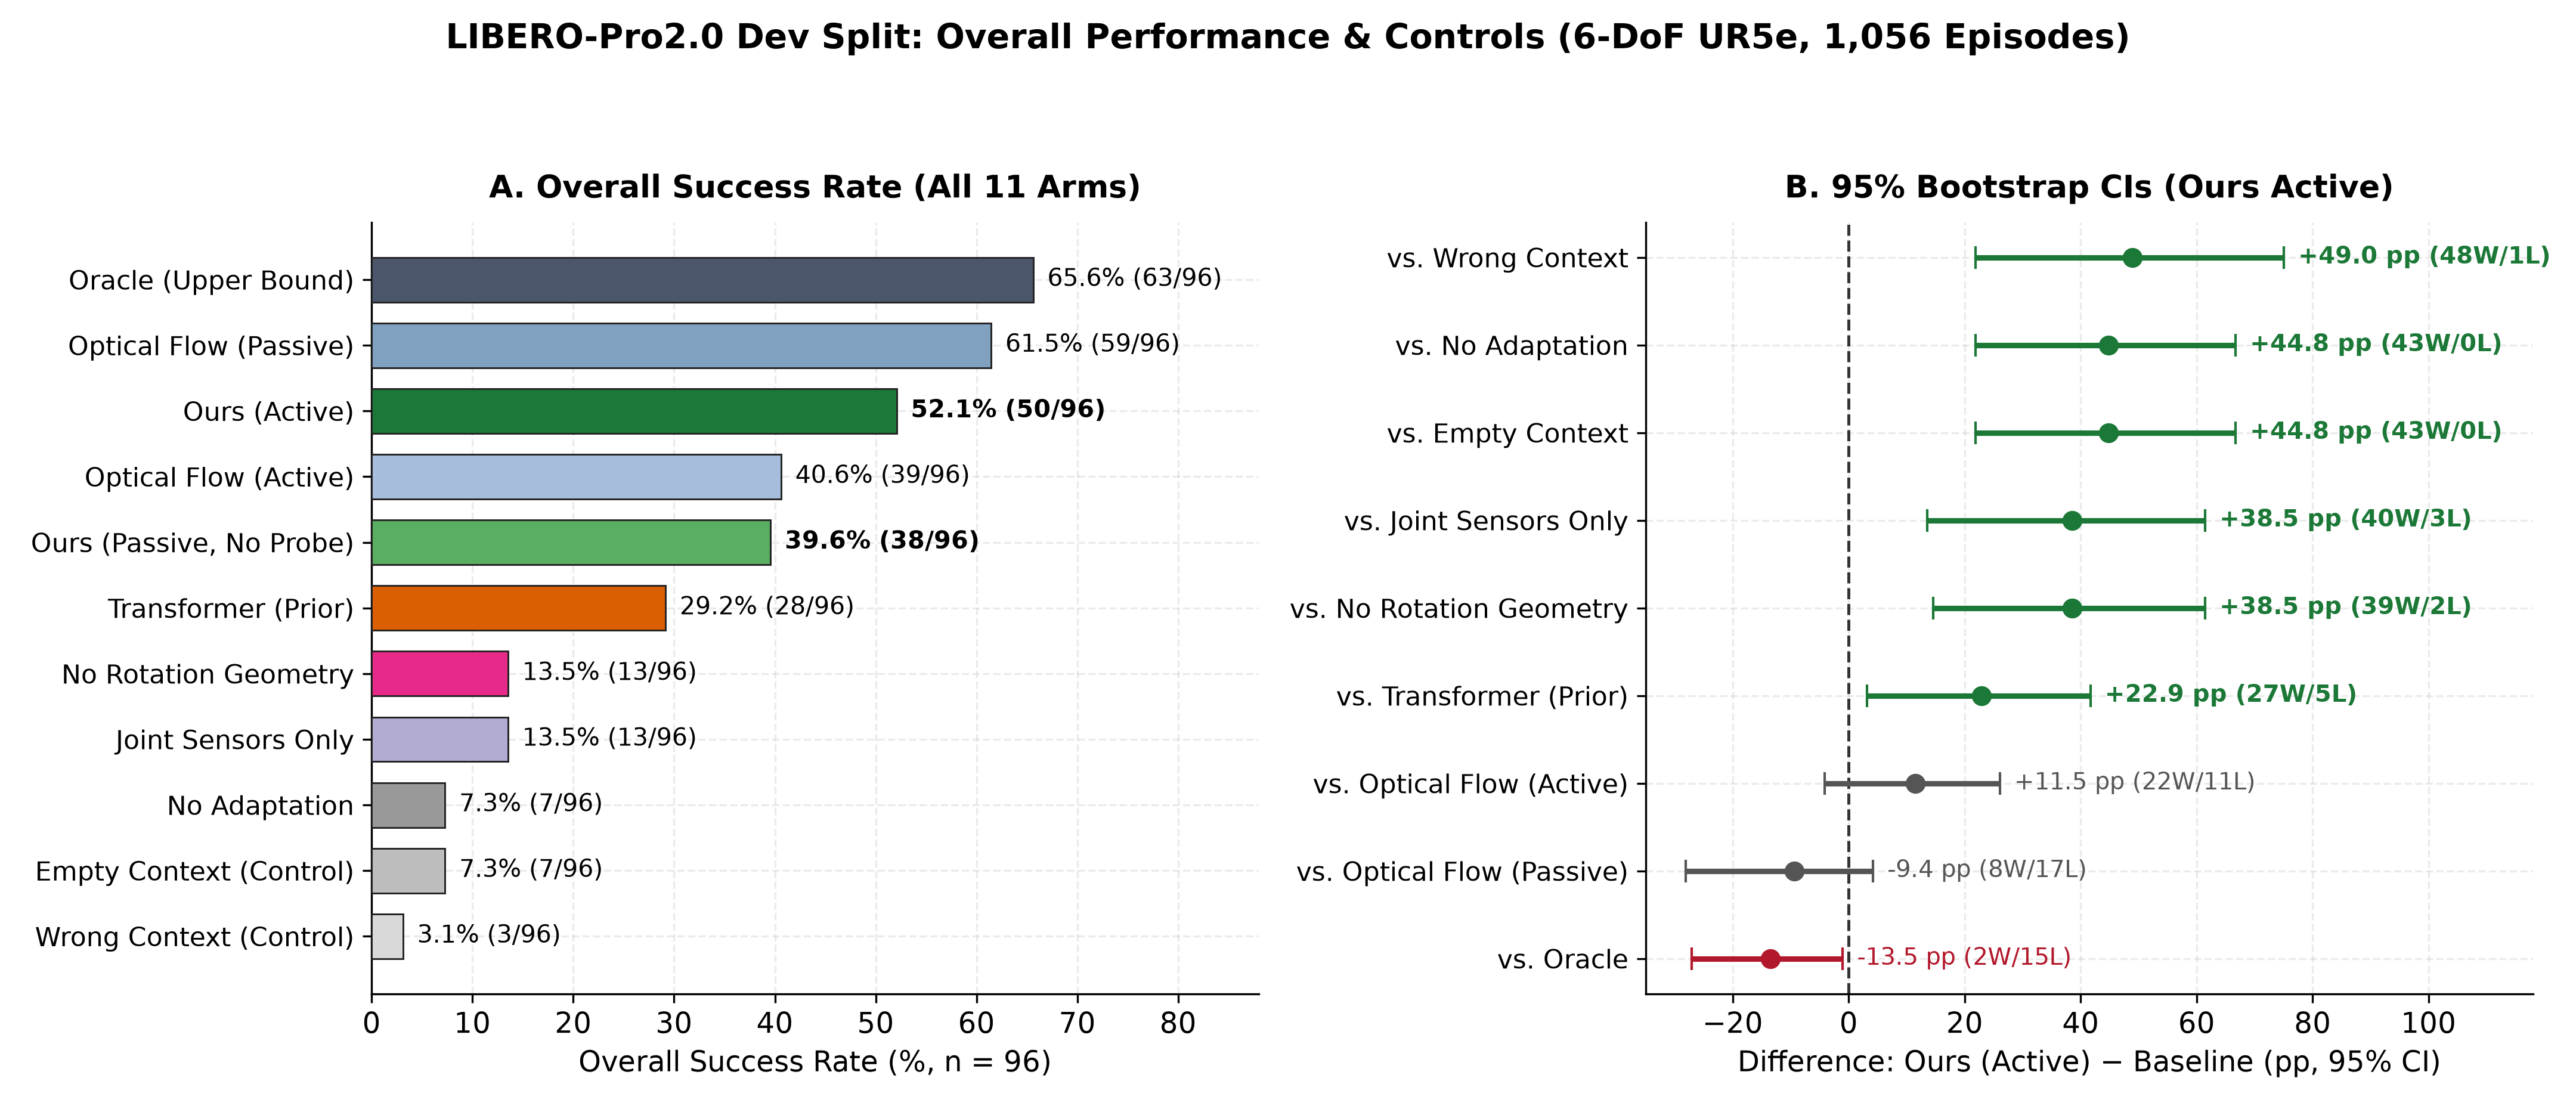 LIBERO-Pro2.0 Dev Split: Overall Performance & Controls (6-DoF UR5e, 1,056 Episodes)
A. Overall Success Rate (All 11 Arms)
Oracle (Upper Bound) 65.6% (63/96)
Optical Flow (Passive) 61.5% (59/96)
Ours (Active) 52.1% (50/96)
Optical Flow (Active) 40.6% (39/96)
Ours (Passive, No Probe) 39.6% (38/96)
Transformer (Prior) 29.2% (28/96)
No Rotation Geometry 13.5% (13/96)
Joint Sensors Only 13.5% (13/96)
No Adaptation 7.3% (7/96)
Empty Context (Control) 7.3% (7/96)
Wrong Context (Control) 3.1% (3/96)
0 10 20 30 40 50 60 70 80
Overall Success Rate (%, n = 96)
B. 95% Bootstrap CIs (Ours Active)
vs. Wrong Context +49.0 pp (48W/1L)
vs. No Adaptation +44.8 pp (43W/0L)
vs. Empty Context +44.8 pp (43W/0L)
vs. Joint Sensors Only +38.5 pp (40W/3L)
vs. No Rotation Geometry +38.5 pp (39W/2L)
vs. Transformer (Prior) +22.9 pp (27W/5L)
vs. Optical Flow (Active) +11.5 pp (22W/11L)
vs. Optical Flow (Passive) -9.4 pp (8W/17L)
vs. Oracle -13.5 pp (2W/15L)
−20 0 20 40 60 80 100
Difference: Ours (Active) − Baseline (pp, 95% CI)